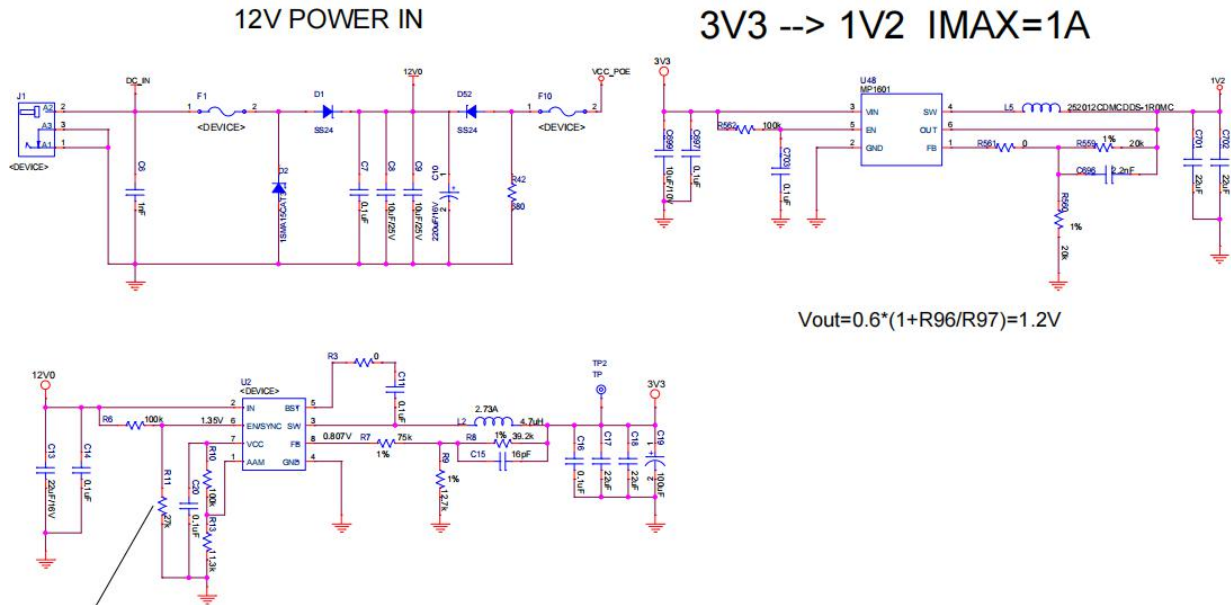 12V POWER IN
3V3 --> 1V2 IMAX=1A
J1
A2
A3
A1
2
3
1
<DEVICE>
DC_IN
C6
1nF
F1
1
2
<DEVICE>
D1
SS24
D2
12V0
C7
0.1uF
C8
10uF/25V
C9
10uF/25V
C10
1
2
220uF/16V
D52
SS24
R42
680
F10
1
2
<DEVICE>
VCC_POE
3V3
C699
10uF/10V
C697
0.1uF
R562
100k
C703
0.1uF
U48
MP1601
3
VIN
5
EN
2
GND
SW
4
OUT
6
FB
1
L5
252012CDMCDDS-1R0MC
R561
0
R559
1%
20k
C696
2.2nF
R560
1%
20k
C701
22uF
C702
22uF
1V2
Vout=0.6*(1+R96/R97)=1.2V
12V0
C13
22uF/16V
C14
0.1uF
R6
100k
1.35V
R11
27k
C20
0.1uF
R10
100k
R13
11.3k
U2
<DEVICE>
2
IN
6
EN/SYNC
7
VCC
1
AAM
BST
5
SW
3
FB
8
GND
4
R3
0
C11
0.1uF
0.807V
R7
75k
1%
R9
1%
12.7k
2.73A
L2
4.7uH
R8
1%
39.2k
C15
16pF
TP2
TP
C16
0.1uF
C17
22uF
C18
22uF
3V3
C19
1
2
100uF